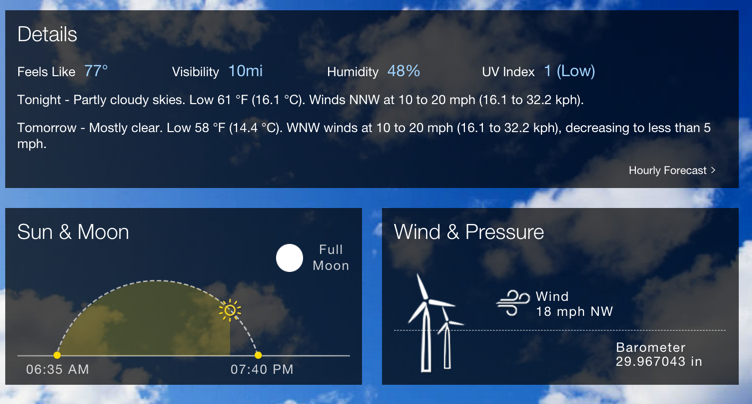 Details
Feels Like 77° Visibility 10mi Humidity 48% UV Index 1 (Low)
Tonight - Partly cloudy skies. Low 61 °F (16.1 °C). Winds NNW at 10 to 20 mph (16.1 to 32.2 kph).
Tomorrow - Mostly clear. Low 58 °F (14.4 °C). WNW winds at 10 to 20 mph (16.1 to 32.2 kph), decreasing to less than 5
mph.
Hourly Forecast >
Sun & Moon
Full
Moon
06:35 AM 07:40 PM
Wind & Pressure
Wind
18 mph NW
Barometer
29.967043 in